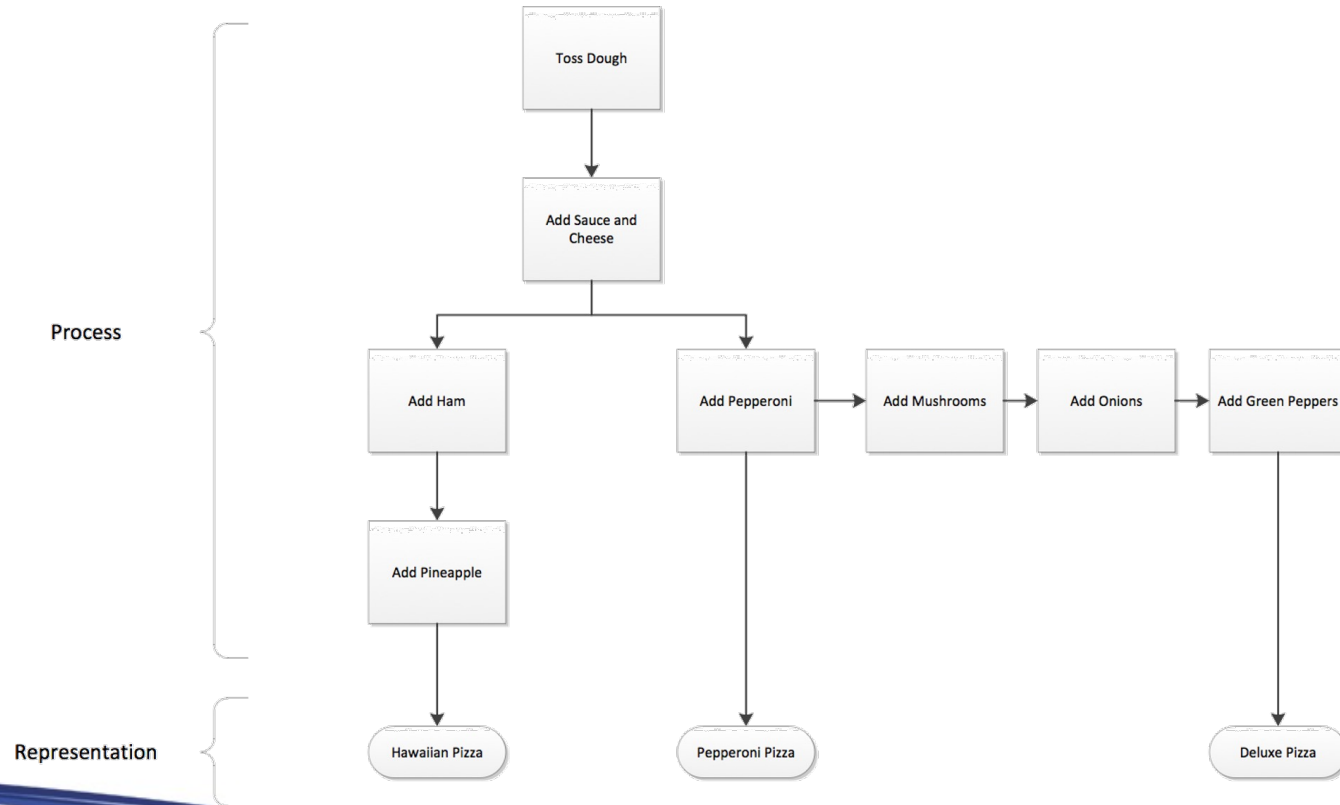 Toss Dough
Add Sauce and
Cheese
Process
Add Ham
Add Pepperoni
Add Mushrooms
Add Onions
Add Green Peppers
Add Pineapple
Representation
Hawaiian Pizza
Pepperoni Pizza
Deluxe Pizza